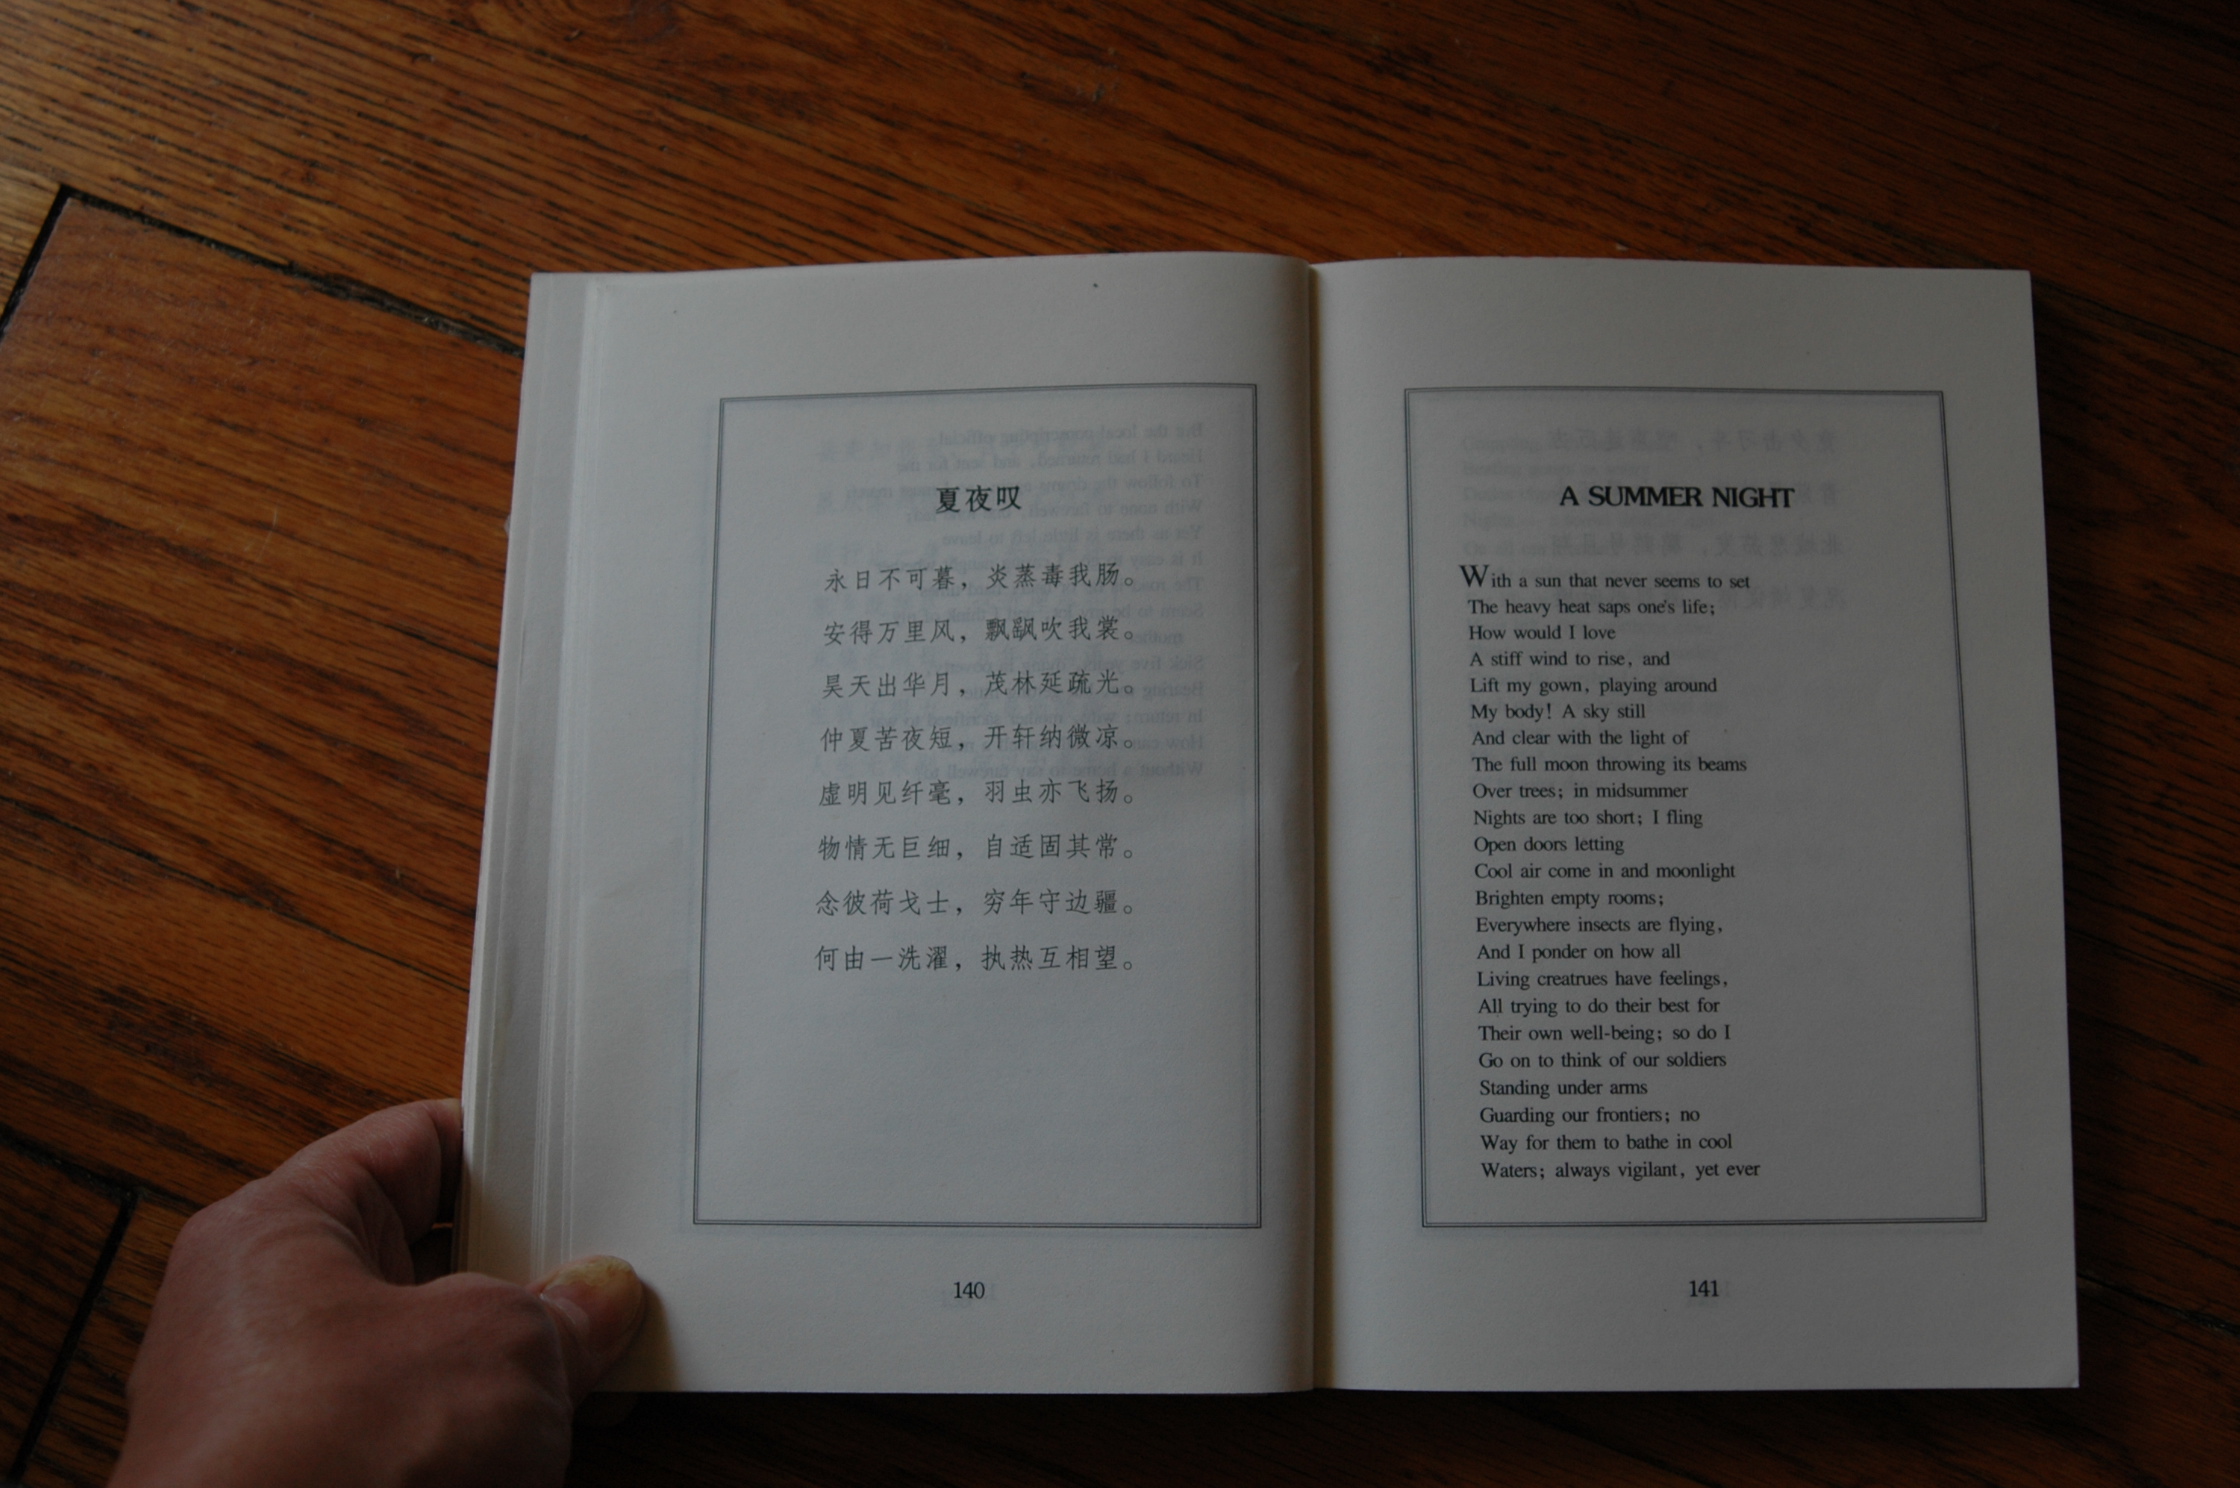 夏夜叹
永日不可暮，炎蒸毒我肠。
安得万里风，飘飖吹我裳。
昊天出华月，茂林延疏光。
仲夏苦夜短，开轩纳微凉。
虚明见纤毫，羽虫亦飞扬。
物情无巨细，自适固其常。
念彼荷戈士，穷年守边疆。
何由一洗濯，执热互相望。
140
A SUMMER NIGHT
With a sun that never seems to set
The heavy heat saps one's life;
How would I love
A stiff wind to rise, and
Lift my gown, playing around
My body! A sky still
And clear with the light of
The full moon throwing its beams
Over trees; in midsummer
Nights are too short; I fling
Open doors letting
Cool air come in and moonlight
Brighten empty rooms;
Everywhere insects are flying,
And I ponder on how all
Living creatrues have feelings,
All trying to do their best for
Their own well-being; so do I
Go on to think of our soldiers
Standing under arms
Guarding our frontiers; no
Way for them to bathe in cool
Waters; always vigilant, yet ever
141